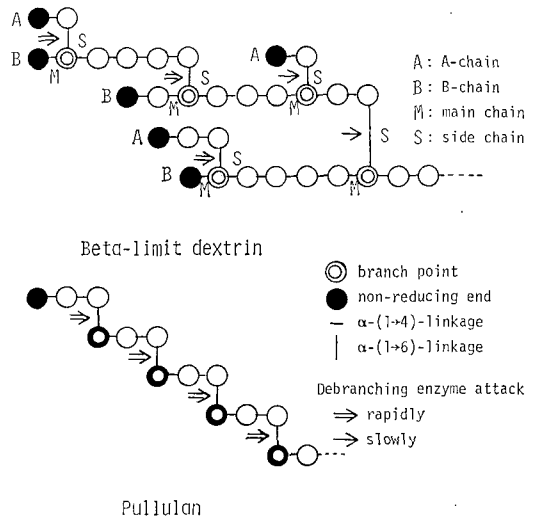 A
S
B
M
A
S
S
B
M
M
A
S
S
B
M
M
A: A-chain
B: B-chain
M: main chain
S: side chain
Beta-limit dextrin
branch point
non-reducing end
α-(1→4)-linkage
α-(1→6)-linkage
Debranching enzyme attack
⇒ rapidly
→ slowly
Pullulan